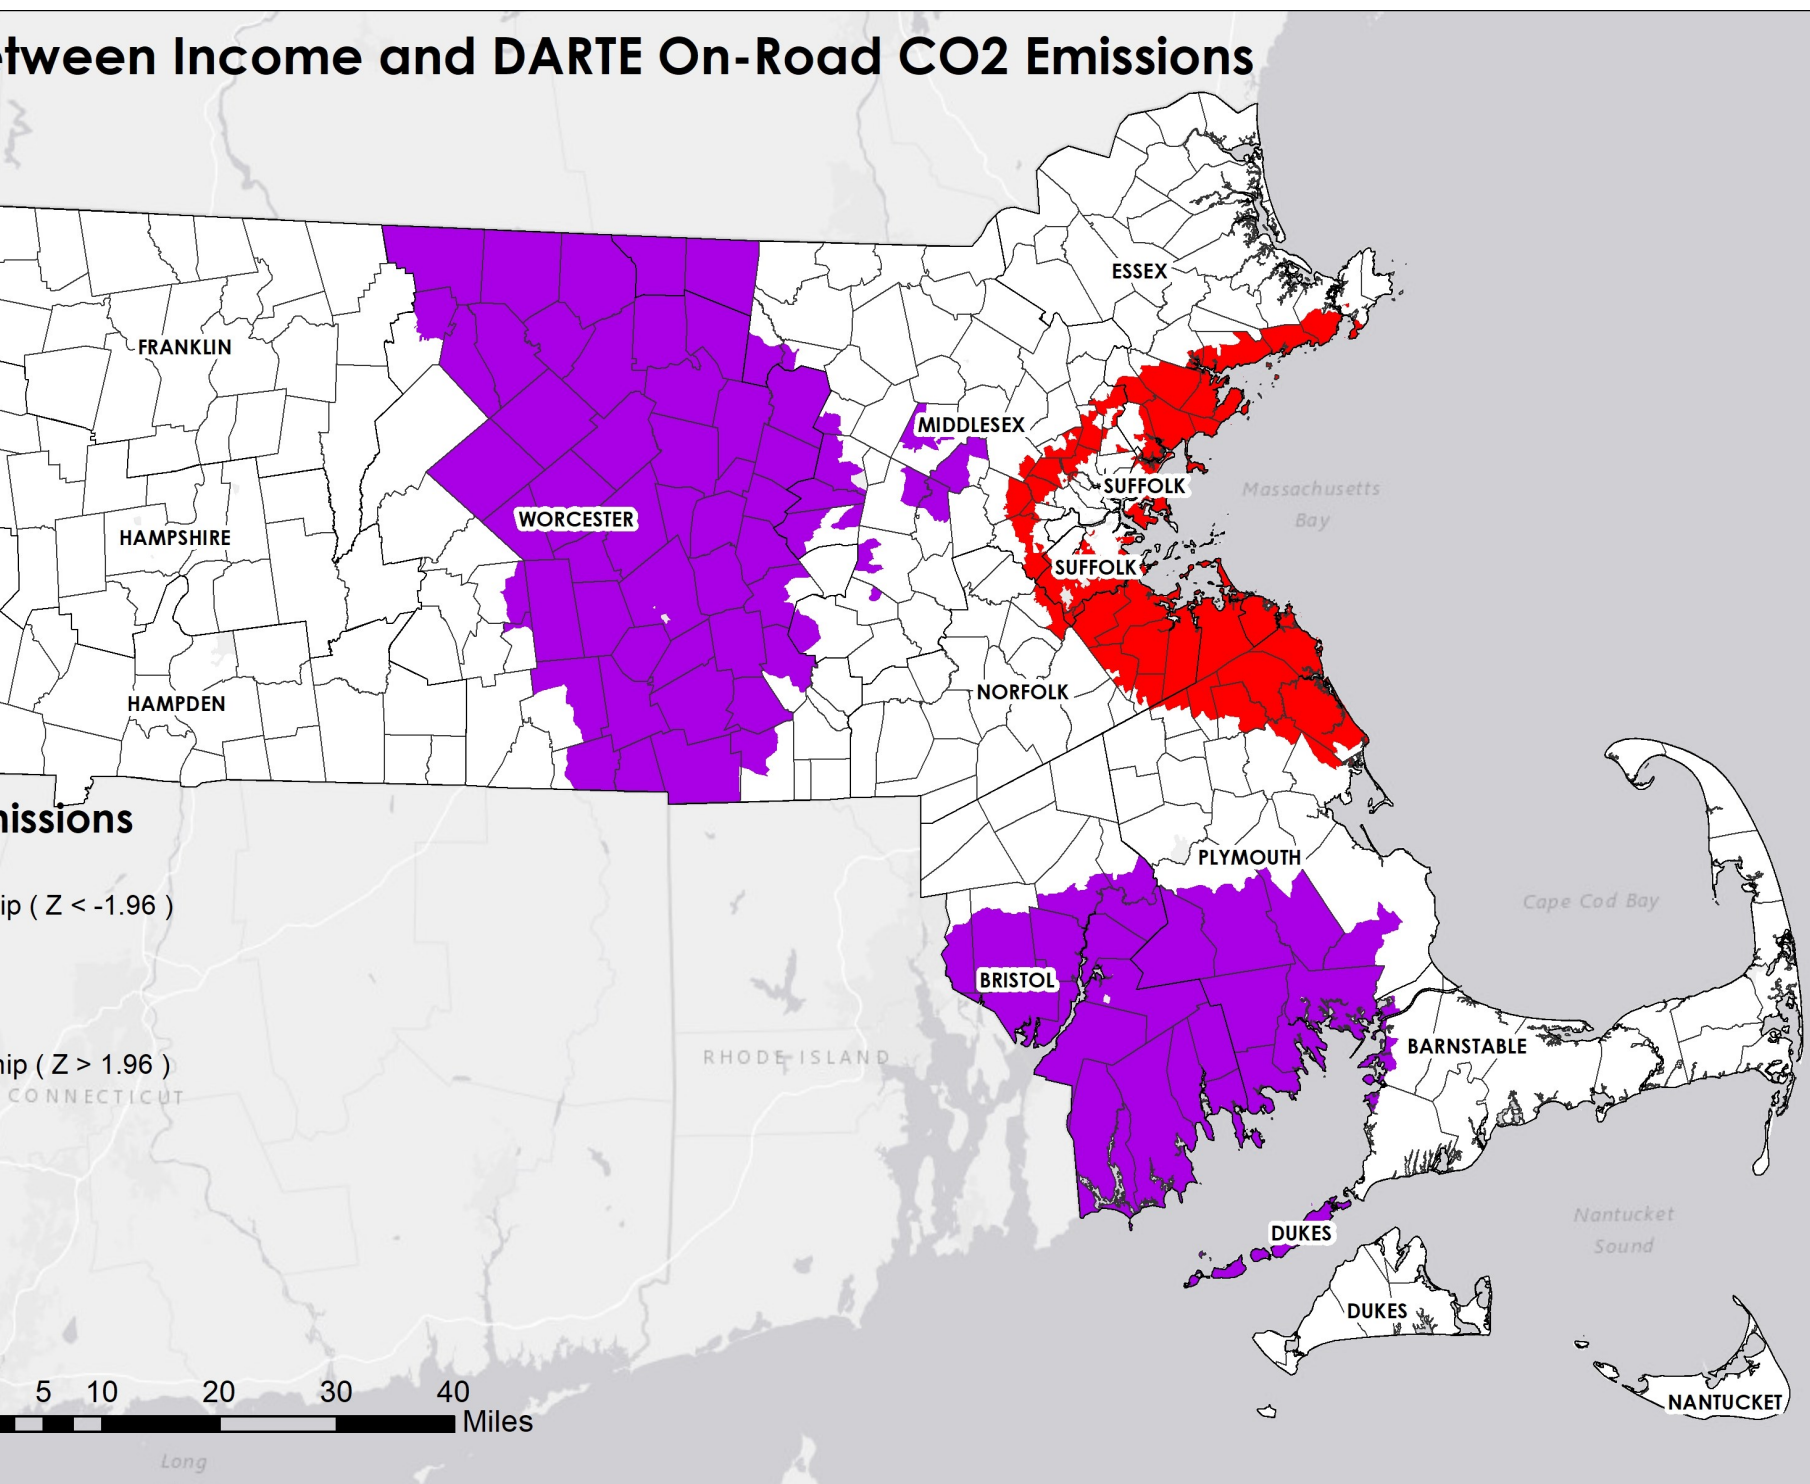 tween Income and DARTE On-Road CO2 Emissions
ESSEX
FRANKLIN
MIDDLESEX
SUFFOLK
Massachusetts
Bay
WORCESTER
HAMPSHIRE
SUFFOLK
NORFOLK
HAMPDEN
issions
PLYMOUTH
ip ( Z < -1.96 )
Cape Cod Bay
BRISTOL
BARNSTABLE
RHODE ISLAND
ip ( Z > 1.96 )
CONNECTICUT
Nantucket
Sound
DUKES
DUKES
5 10 20 30 40
NANTUCKET
Miles
Long